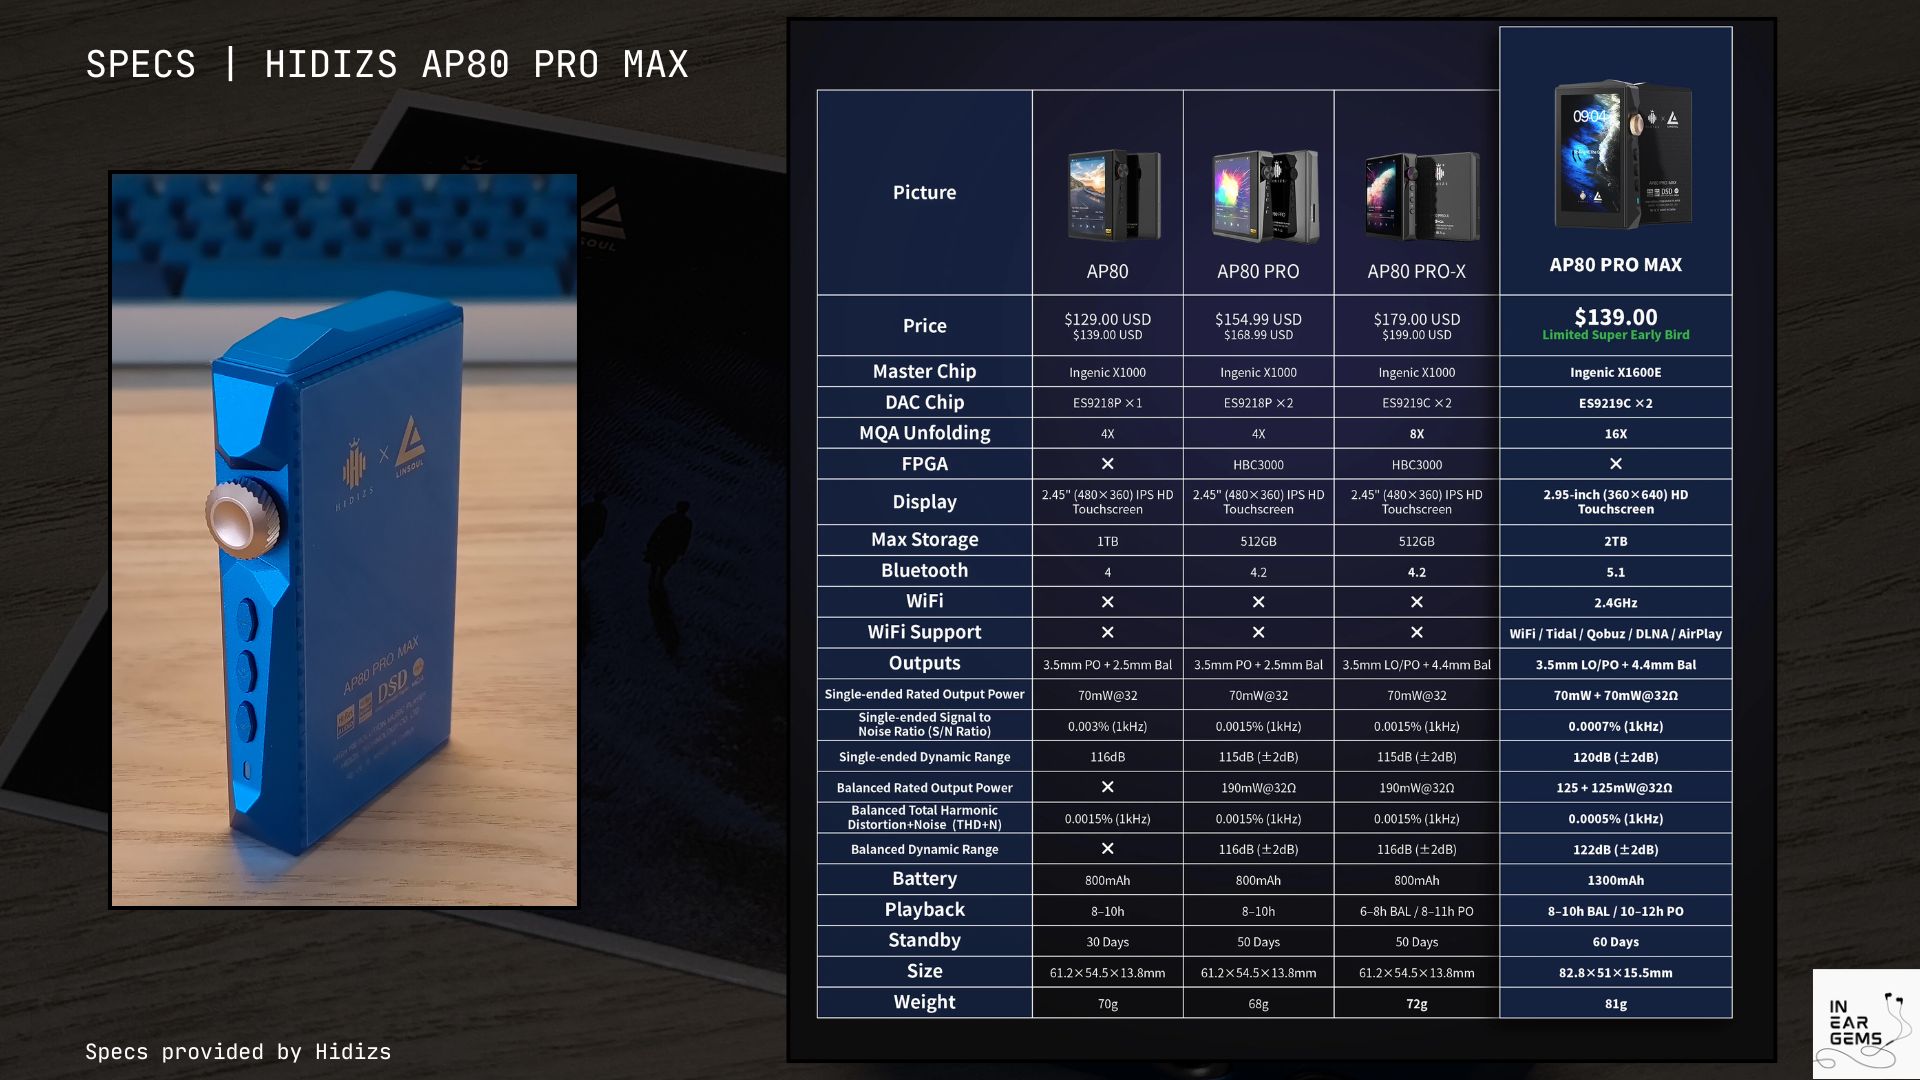 SPECS | HIDIZS AP80 PRO MAX
LINSOUL
HIDIZS
X
LINSOUL
AP80 PRO MAX
DSD
09:04
Picture
AP80
AP80 PRO
AP80 PRO-X
AP80 PRO MAX
Price
$129.00 USD
$139.00 USD
$154.99 USD
$168.99 USD
$179.00 USD
$199.00 USD
$139.00
Limited Super Early Bird
Master Chip Ingenic X1000 Ingenic X1000 Ingenic X1000 Ingenic X1600E
DAC Chip ES9218P ×1 ES9218P ×2 ES9219C ×2 ES9219C ×2
MQA Unfolding 4X 4X 8X 16X
FPGA × HBC3000 HBC3000 ×
Display
2.45" (480×360) IPS HD
Touchscreen
2.45" (480×360) IPS HD
Touchscreen
2.45" (480×360) IPS HD
Touchscreen
2.95-inch (360×640) HD
Touchscreen
Max Storage 1TB 512GB 512GB 2TB
Bluetooth 4 4.2 4.2 5.1
WiFi × × × 2.4GHz
WiFi Support × × × WiFi / Tidal / Qobuz / DLNA / AirPlay
Outputs 3.5mm PO + 2.5mm Bal 3.5mm PO + 2.5mm Bal 3.5mm LO/PO + 4.4mm Bal 3.5mm LO/PO + 4.4mm Bal
Single-ended Rated Output Power 70mW@32 70mW@32 70mW@32 70mW + 70mW@32Ω
Single-ended Signal to
Noise Ratio (S/N Ratio)
0.003% (1kHz) 0.0015% (1kHz) 0.0015% (1kHz) 0.0007% (1kHz)
Single-ended Dynamic Range 116dB 115dB (±2dB) 115dB (±2dB) 120dB (±2dB)
Balanced Rated Output Power × 190mW@32Ω 190mW@32Ω 125 + 125mW@32Ω
Balanced Total Harmonic
Distortion+Noise (THD+N)
0.0015% (1kHz) 0.0015% (1kHz) 0.0015% (1kHz) 0.0005% (1kHz)
Balanced Dynamic Range × 116dB (±2dB) 116dB (±2dB) 122dB (±2dB)
Battery 800mAh 800mAh 800mAh 1300mAh
Playback 8–10h 8–10h 6–8h BAL / 8–11h PO 8–10h BAL / 10–12h PO
Standby 30 Days 50 Days 50 Days 60 Days
Size 61.2×54.5×13.8mm 61.2×54.5×13.8mm 61.2×54.5×13.8mm 82.8×51×15.5mm
Weight 70g 68g 72g 81g
Specs provided by Hidizs
IN
EAR
GEMS